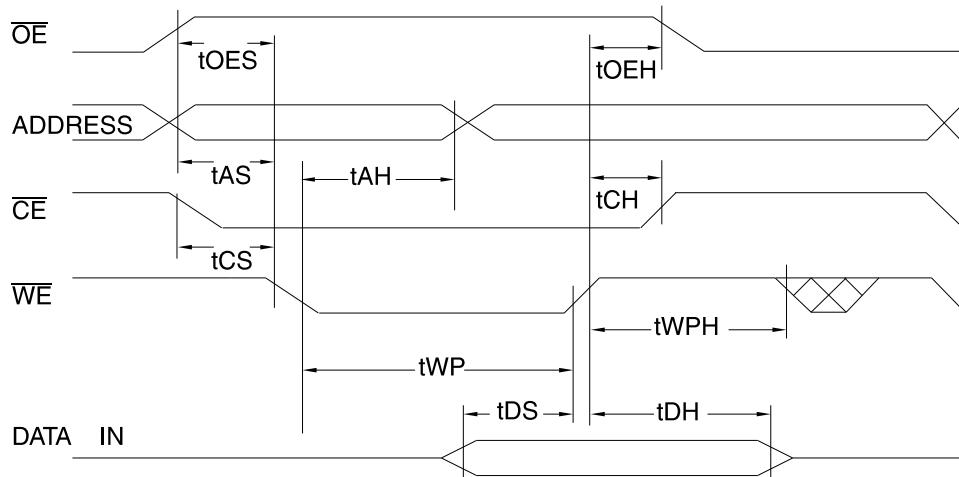 OE
tOES
tOEH
ADDRESS
tAS
tAH
tCH
CE
tCS
WE
tWPH
tWP
tDS
tDH
DATA IN